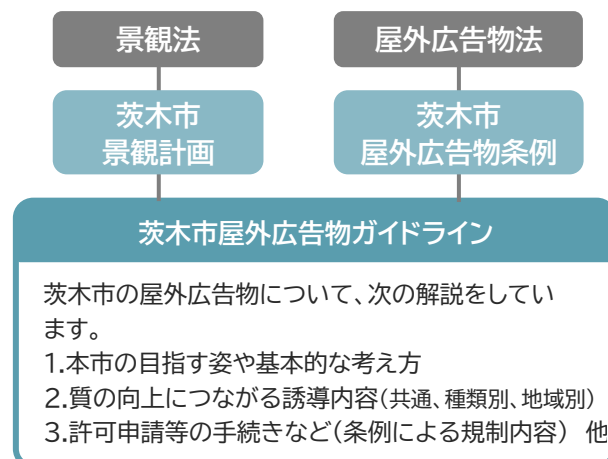 景観法
屋外広告物法
茨木市
景観計画
茨木市
屋外広告物条例
茨木市屋外広告物ガイドライン
茨木市の屋外広告物について、次の解説をしてい
ます。
1.本市の目指す姿や基本的な考え方
2.質の向上につながる誘導内容(共通、種類別、地域別)
3.許可申請等の手続きなど(条例による規制内容) 他